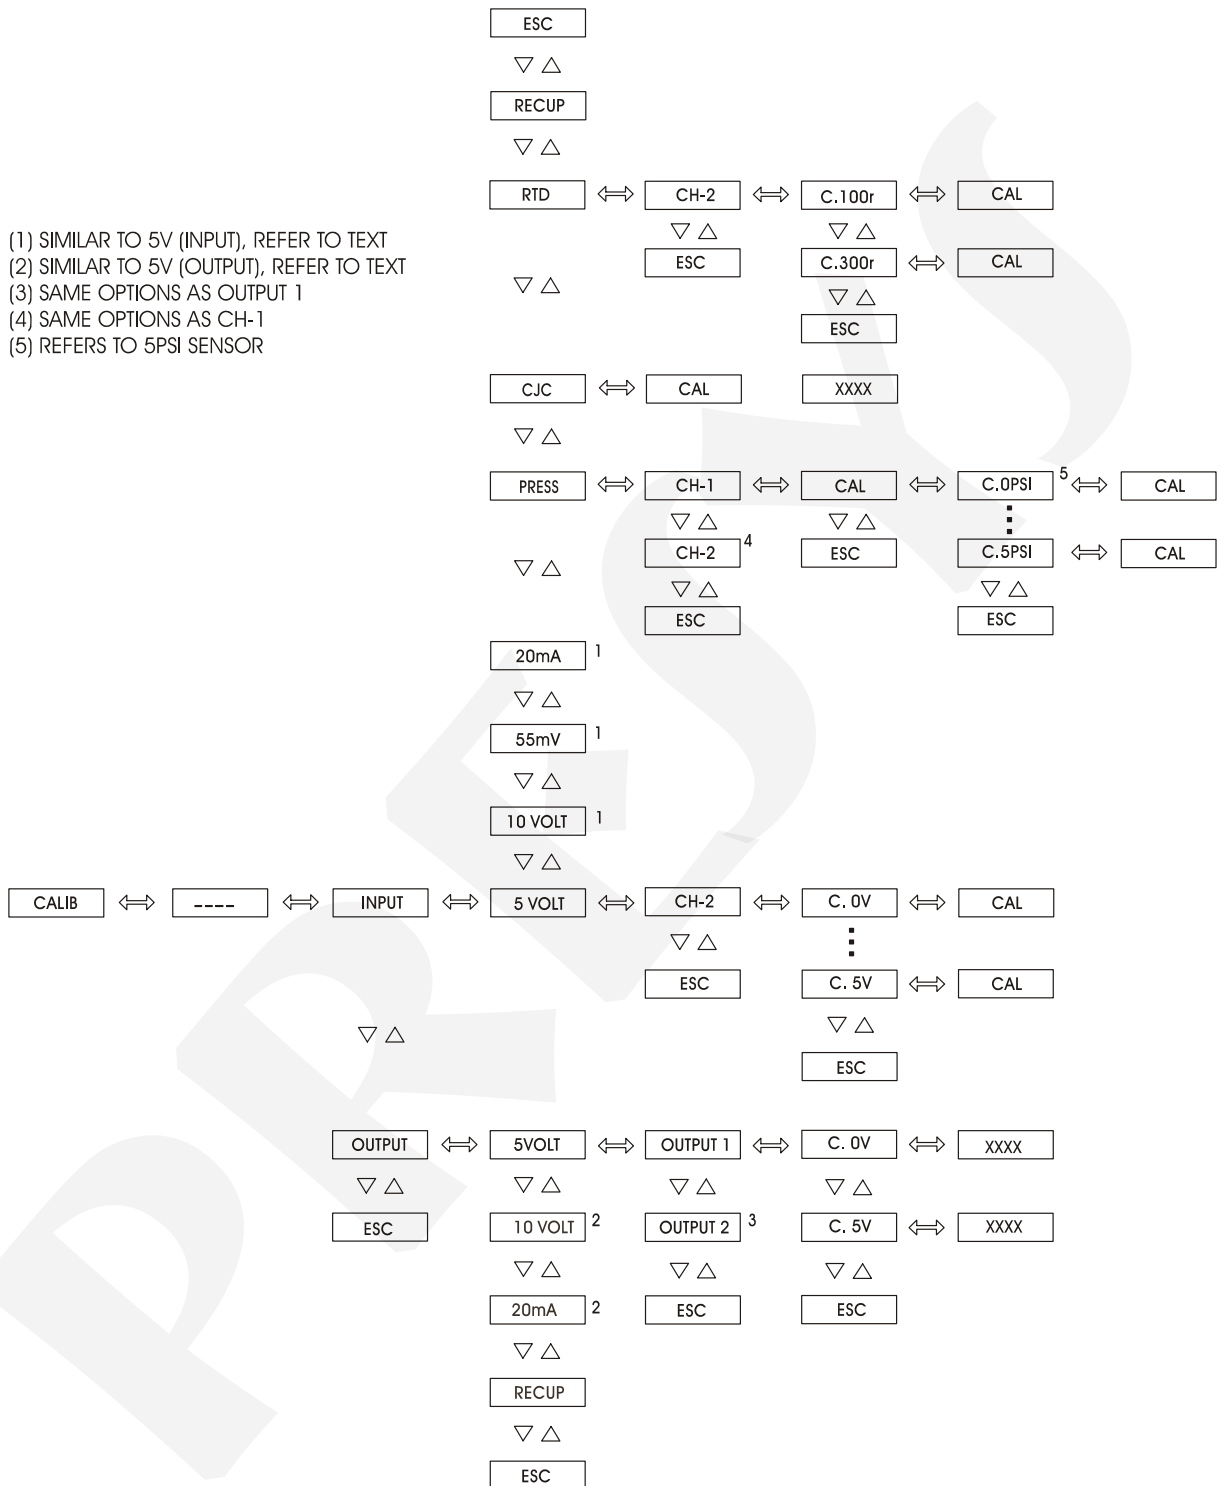 ESC
RECUP
RTD CH-2 C.100r CAL
(1) SIMILAR TO 5V (INPUT), REFER TO TEXT
(2) SIMILAR TO 5V (OUTPUT), REFER TO TEXT
(3) SAME OPTIONS AS OUTPUT 1
(4) SAME OPTIONS AS CH-1
(5) REFERS TO 5PSI SENSOR
ESC C.300r CAL
ESC
CJC CAL XXXX
PRESS CH-1 CAL C.0PSI 5 CAL
CH-2 4 ESC C.5PSI CAL
ESC ESC
20mA 1
55mV 1
10 VOLT 1
CALIB ---- INPUT 5 VOLT CH-2 C. 0V CAL
ESC C. 5V CAL
ESC
OUTPUT 5VOLT OUTPUT 1 C. 0V XXXX
ESC 10 VOLT 2 OUTPUT 2 3 C. 5V XXXX
20mA 2 ESC ESC
RECUP
ESC
PRESYS